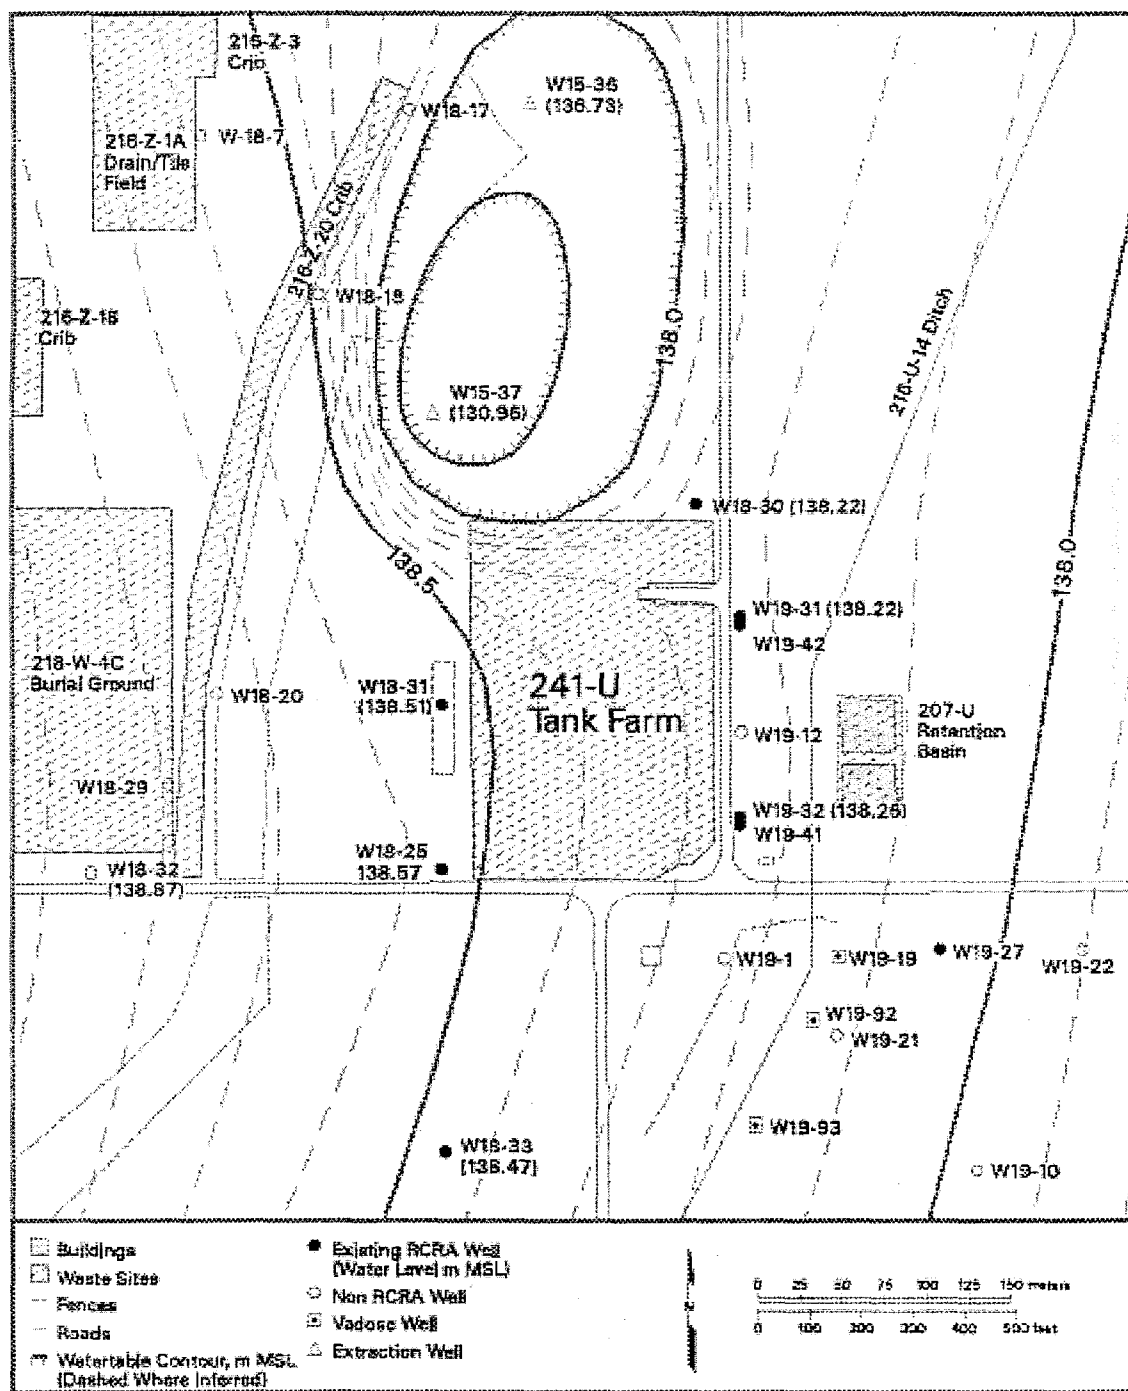 216-Z-3
Crib
W15-36
(136.73)
W18-17
216-Z-1A
Drain/Tile
Field
W-18-7
216-Z-20 Crib
W18-18
216-Z-18
Crib
138.0
216-U-14 Ditch
W15-37
(130.95)
W18-30 (138.22)
138.5
138.0
W19-31 (138.22)
W19-42
218-W-4C
Burial Ground
W18-20
W18-31
(138.51)
241-U
Tank Farm
207-U
Retention
Basin
W19-12
W18-29
W19-32 (138.25)
W19-41
W18-25
138.57
W18-32
(138.87)
W19-1
W19-19
W19-27
W19-22
W19-92
W19-21
W19-93
W18-33
(138.47)
W19-10
Buildings
Waste Sites
Fences
Roads
Watertable Contour, m MSL
(Dashed Where Inferred)
Existing RCRA Well
(Water Level m MSL)
Non RCRA Well
Vadose Well
Extraction Well
N
0 25 50 75 100 125 150 meters
0 100 200 300 400 500 feet